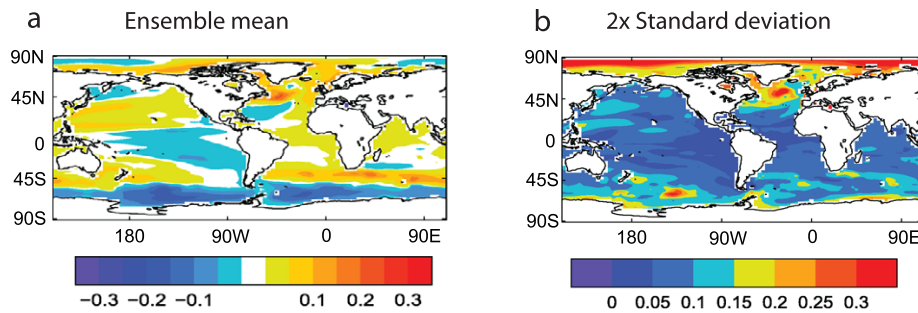 a Ensemble mean
90N
45N
0
45S
90S
180 90W 0 90E
−0.3 −0.2 −0.1 0.1 0.2 0.3
b 2x Standard deviation
90N
45N
0
45S
90S
180 90W 0 90E
0 0.05 0.1 0.15 0.2 0.25 0.3